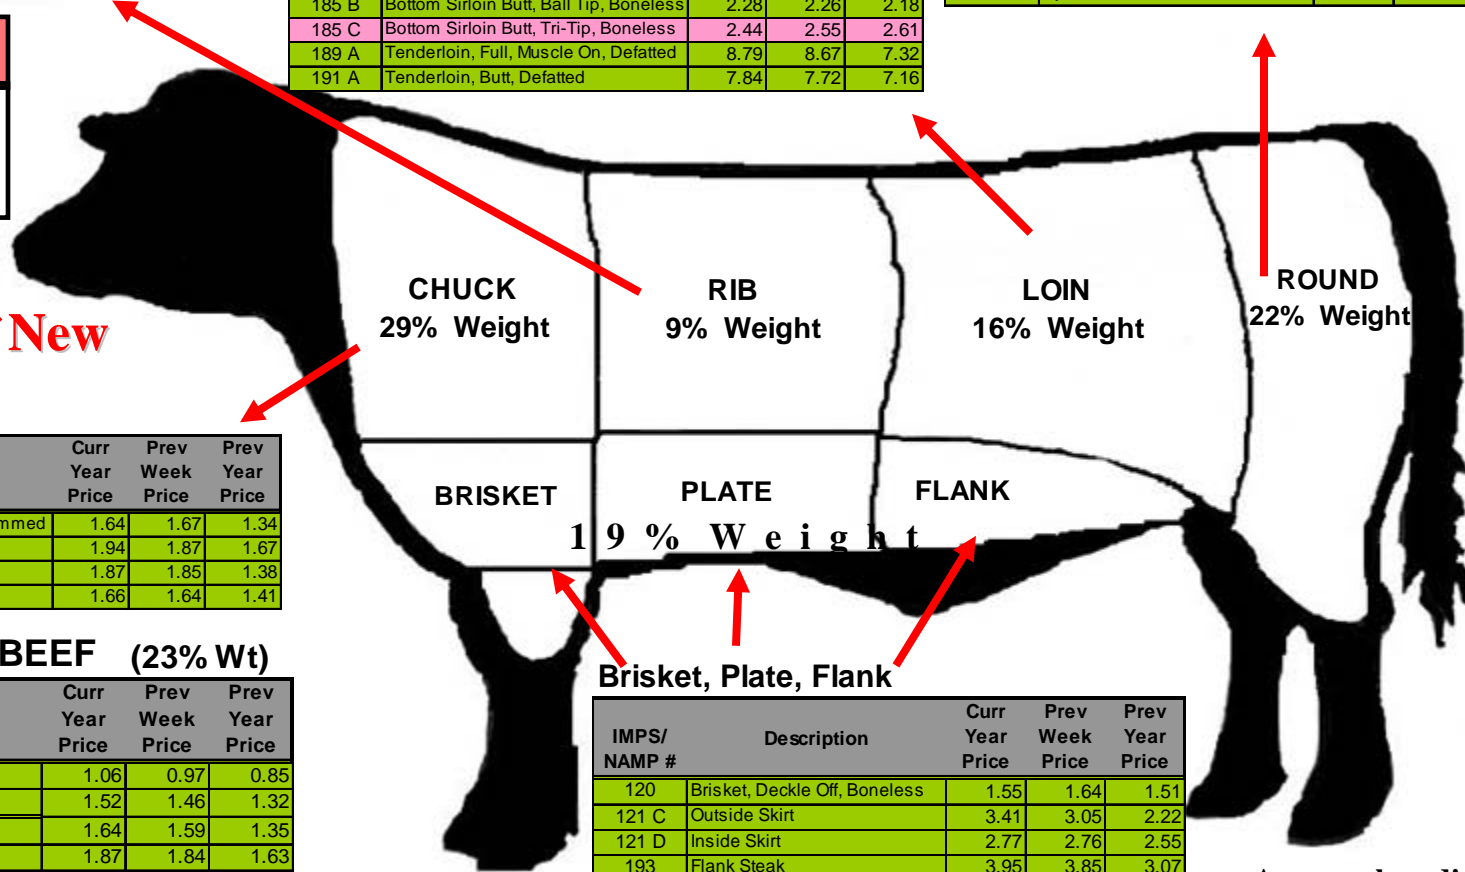 185 B Bottom Sirloin Butt, Ball Tip, Boneless 2.28 2.26 2.18
185 C Bottom Sirloin Butt, Tri-Tip, Boneless 2.44 2.55 2.61
189 A Tenderloin, Full, Muscle On, Defatted 8.79 8.67 7.32
191 A Tenderloin, Butt, Defatted 7.84 7.72 7.16
CHUCK
29% Weight
RIB
9% Weight
LOIN
16% Weight
ROUND
22% Weight
New
BRISKET
PLATE
FLANK
19% Weight
Curr Prev Prev
Year Week Year
Price Price Price
mmed 1.64 1.67 1.34
1.94 1.87 1.67
1.87 1.85 1.38
1.66 1.64 1.41
BEEF (23% Wt)
Curr Prev Prev
Year Week Year
Price Price Price
1.06 0.97 0.85
1.52 1.46 1.32
1.64 1.59 1.35
1.87 1.84 1.63
Brisket, Plate, Flank
Curr Prev Prev
IMPS/ Description Year Week Year
NAMP # Price Price Price
120 Brisket, Deckle Off, Boneless 1.55 1.64 1.51
121 C Outside Skirt 3.41 3.05 2.22
121 D Inside Skirt 2.77 2.76 2.55
193 Flank Steak 3.95 3.85 3.07